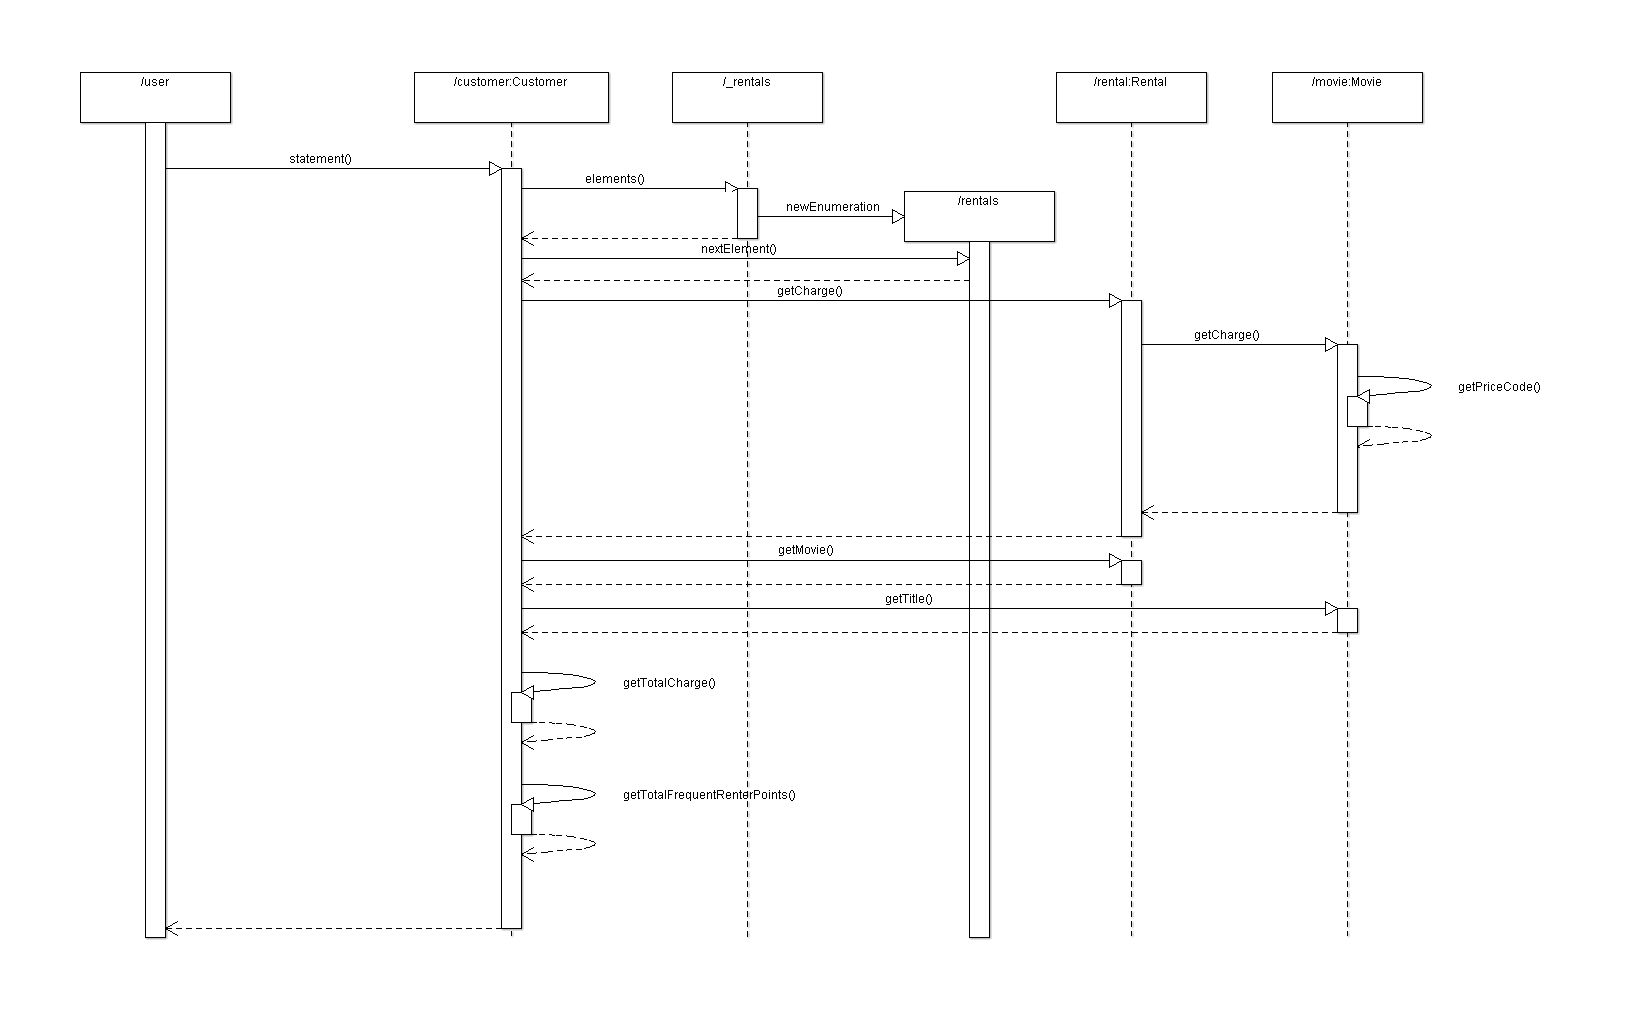 /user
/customer:Customer
/_rentals
/rental:Rental
/movie:Movie
statement()
elements()
newEnumeration
/rentals
nextElement()
getCharge()
getCharge()
getPriceCode()
getMovie()
getTitle()
getTotalCharge()
getTotalFrequentRenterPoints()